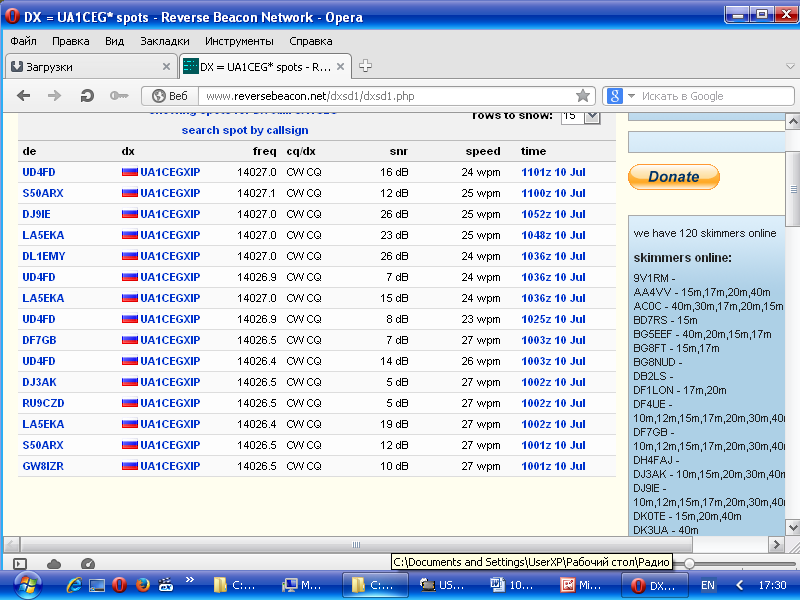 DX = UA1CEG* spots - Reverse Beacon Network - Opera
Файл Правка Вид Закладки Инструменты Справка
Загрузки
DX = UA1CEG* spots - R...
Веб www.reversebeacon.net/dxsd1/dxsd1.php
Искать в Google
rows to show: 15
search spot by callsign
de dx freq cq/dx snr speed time
UD4FD UA1CEGXIP 14027.0 CW CQ 16 dB 24 wpm 1101z 10 Jul
S50ARX UA1CEGXIP 14027.1 CW CQ 12 dB 25 wpm 1100z 10 Jul
DJ9IE UA1CEGXIP 14027.0 CW CQ 26 dB 25 wpm 1052z 10 Jul
LA5EKA UA1CEGXIP 14027.0 CW CQ 23 dB 25 wpm 1048z 10 Jul
DL1EMY UA1CEGXIP 14027.0 CW CQ 26 dB 24 wpm 1036z 10 Jul
UD4FD UA1CEGXIP 14026.9 CW CQ 7 dB 24 wpm 1036z 10 Jul
LA5EKA UA1CEGXIP 14027.0 CW CQ 15 dB 24 wpm 1036z 10 Jul
UD4FD UA1CEGXIP 14026.9 CW CQ 8 dB 23 wpm 1025z 10 Jul
DF7GB UA1CEGXIP 14026.5 CW CQ 7 dB 27 wpm 1003z 10 Jul
UD4FD UA1CEGXIP 14026.4 CW CQ 14 dB 26 wpm 1003z 10 Jul
DJ3AK UA1CEGXIP 14026.5 CW CQ 5 dB 27 wpm 1002z 10 Jul
RU9CZD UA1CEGXIP 14026.5 CW CQ 5 dB 27 wpm 1002z 10 Jul
LA5EKA UA1CEGXIP 14026.4 CW CQ 19 dB 27 wpm 1002z 10 Jul
S50ARX UA1CEGXIP 14026.5 CW CQ 12 dB 27 wpm 1001z 10 Jul
GW8IZR UA1CEGXIP 14026.5 CW CQ 10 dB 27 wpm 1001z 10 Jul
Donate
we have 120 skimmers online
skimmers online:
9V1RM -
AA4VV - 15m,17m,20m,40m
AC0C - 40m,30m,17m,20m,15m
BD7RS - 15m
BG5EEF - 40m,20m,15m,17m
BG8FT - 15m,17m
BG8NUD -
DB2LS -
DF1LON - 17m,20m
DF4UE -
10m,12m,15m,17m,20m,30m,40m
DF7GB -
10m,12m,15m,17m,20m,30m,40m
DH4FAJ -
DJ3AK - 10m,15m,20m,30m,40m
DJ9IE -
10m,12m,15m,17m,20m,30m,40m
DK0TE - 15m,20m,40m
DK3UA - 40m
C:\Documents and Settings\UserXP\Рабочий стол\Радио
C:... M... C:... US... 10... Mi... DX... EN 17:30